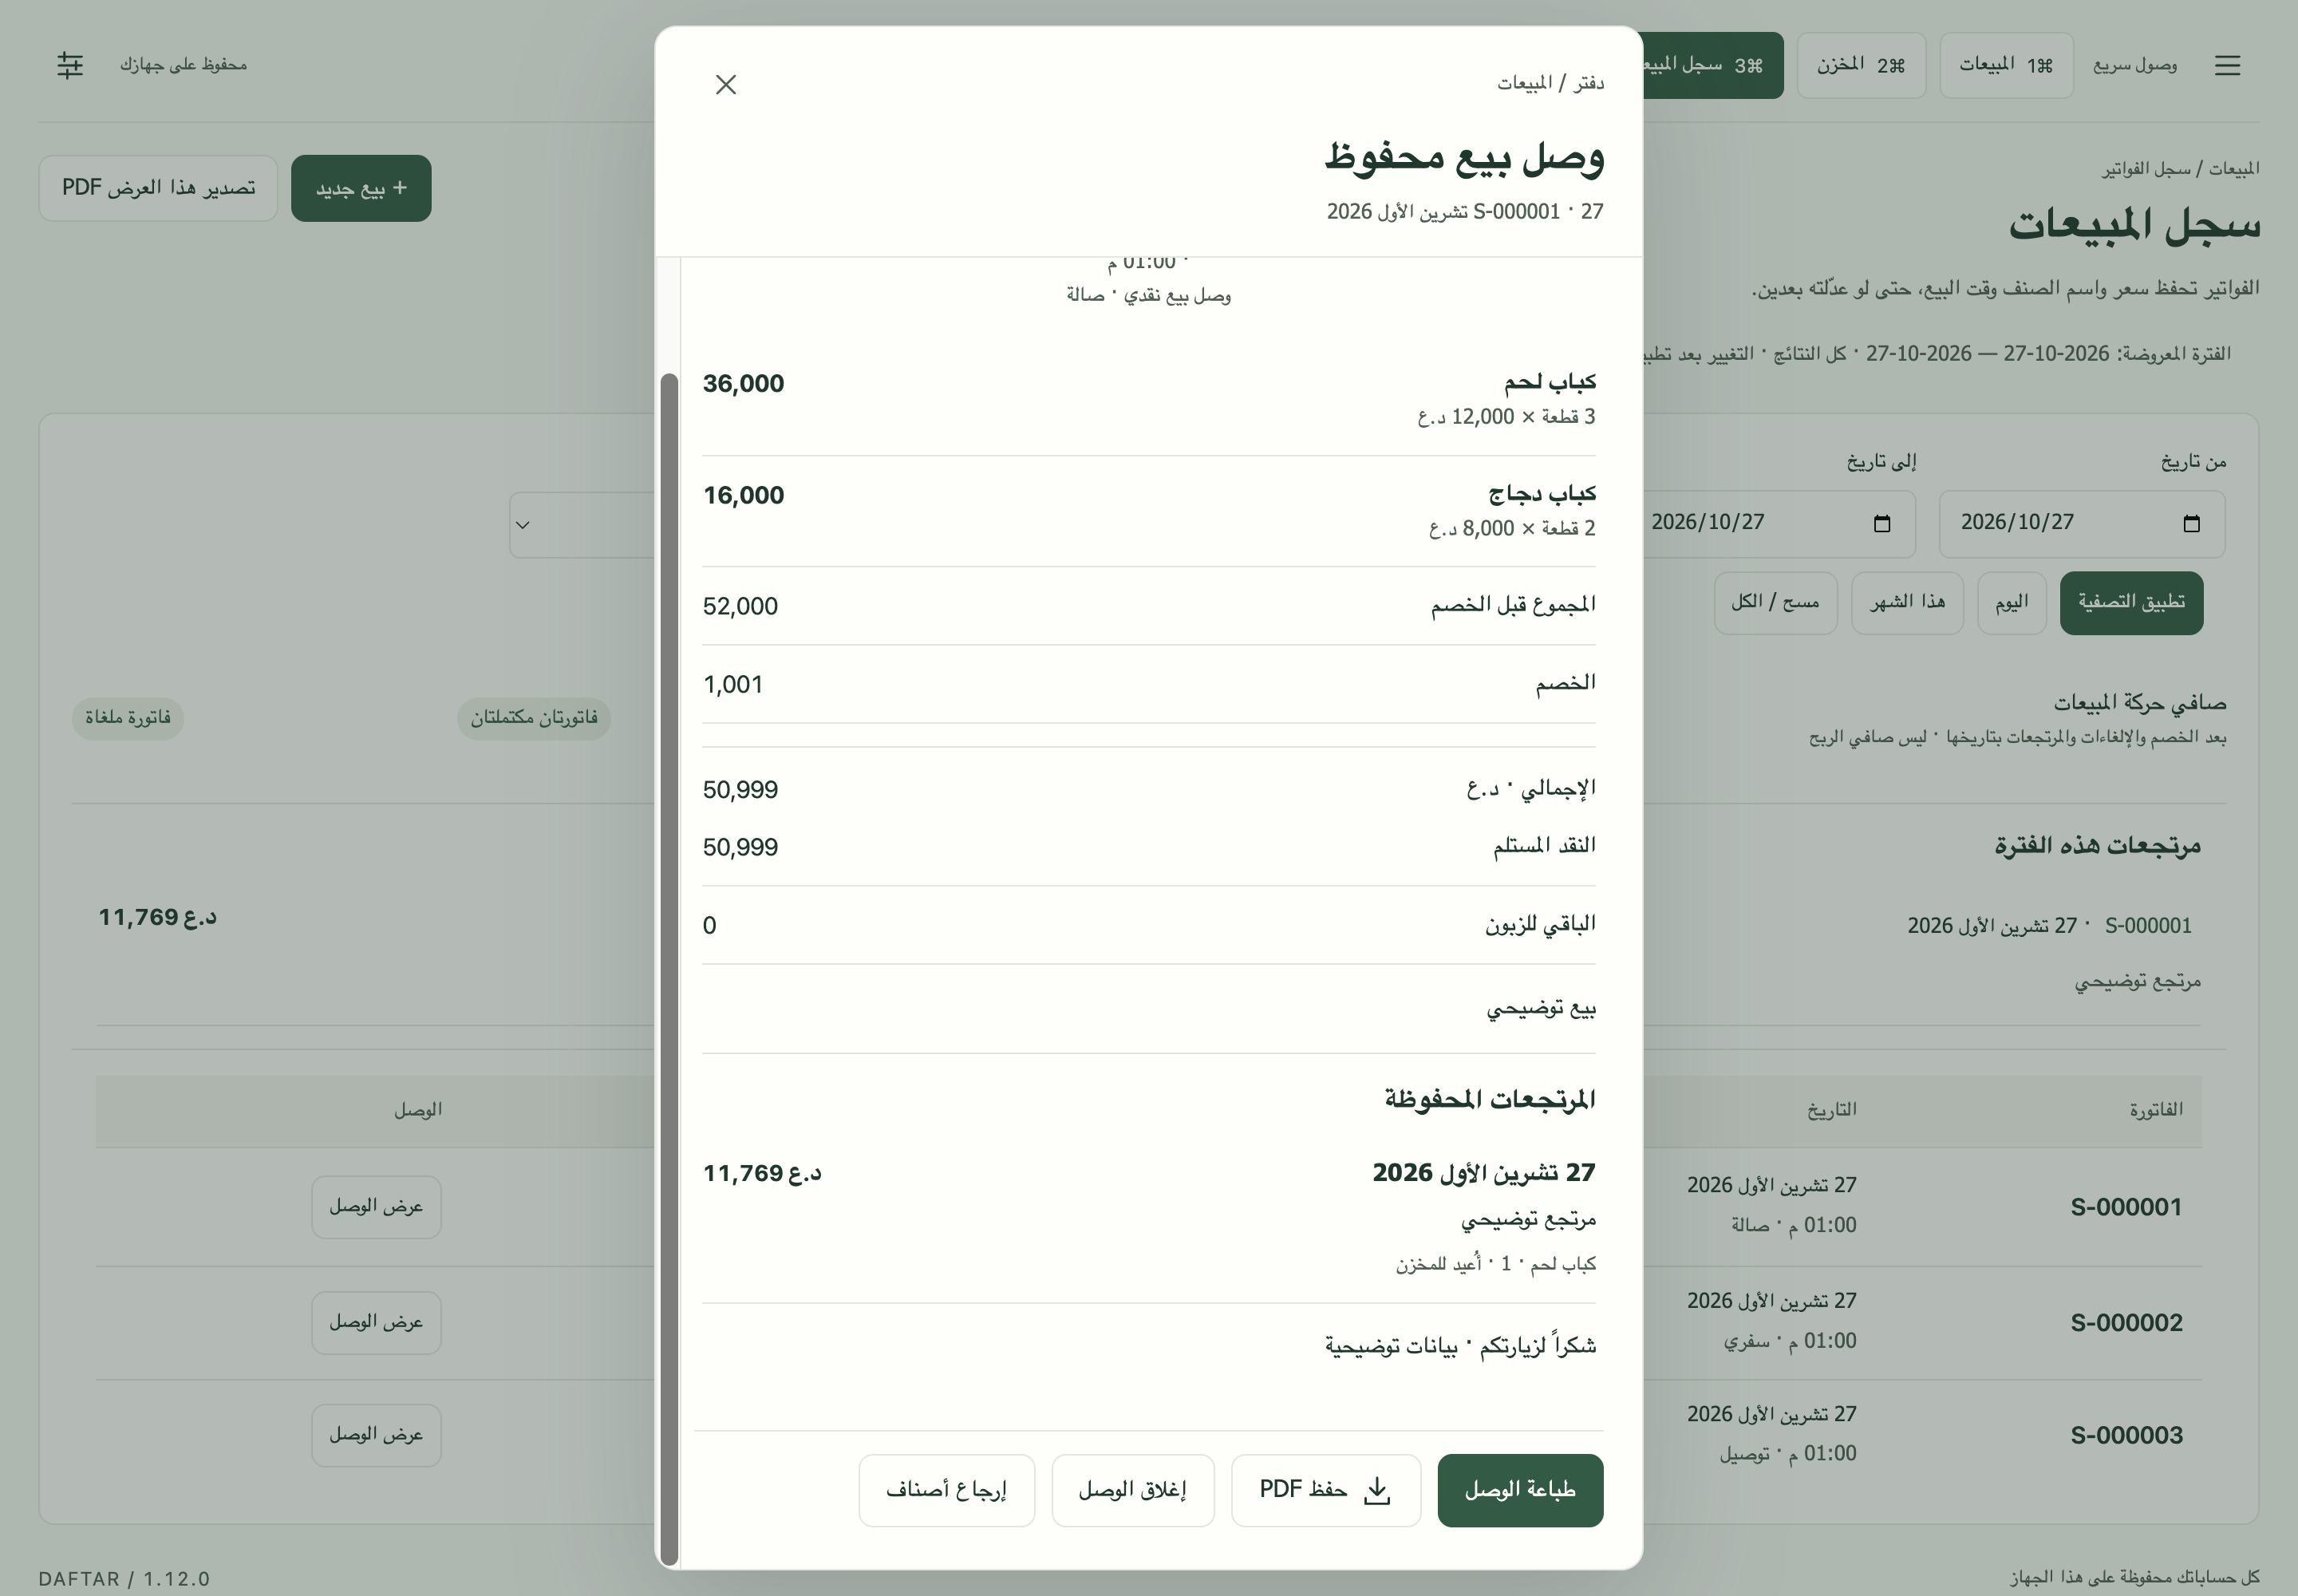 وصول سريع
⌘1 المبيعات
⌘2 المخزن
⌘3 سجل
محفوظ على جهازك
المبيعات / سجل الفواتير
سجل المبيعات
+ بيع جديد
تصدير هذا العرض PDF
الفواتير تحفظ سعر واسم الصنف وقت البيع، حتى لو عدّلته بعدين.
الفترة المعروضة: 2026-10-27 — 2026-10-27 · كل النتائج · التغيير بعد
من تاريخ
إلى تاريخ
2026/10/27
2026/10/27
تطبيق التصفية
اليوم
هذا الشهر
مسح / الكل
صافي حركة المبيعات
بعد الخصم والإلغاءات والمرتجعات بتاريخها · ليس صافي الربح
فاتورتان مكتملتان
فاتورة ملغاة
مرتجعات هذه الفترة
S-000001 · 27 تشرين الأول 2026
مرتجع توضيحي
11,769 د.ع
الفاتورة
التاريخ
الوصل
S-000001
27 تشرين الأول 2026
01:00 م · صالة
عرض الوصل
S-000002
27 تشرين الأول 2026
01:00 م · سفري
عرض الوصل
S-000003
27 تشرين الأول 2026
01:00 م · توصيل
عرض الوصل
كل حساباتك محفوظة على هذا الجهاز
DAFTAR / 1.12.0
دفتر / المبيعات
وصل بيع محفوظ
S-000001 · 27 تشرين الأول 2026
· 01:00 م
وصل بيع نقدي · صالة
كباب لحم 36,000
3 قطعة × 12,000 د.ع
كباب دجاج 16,000
2 قطعة × 8,000 د.ع
المجموع قبل الخصم 52,000
الخصم 1,001
الإجمالي · د.ع 50,999
النقد المستلم 50,999
الباقي للزبون 0
بيع توضيحي
المرتجعات المحفوظة
27 تشرين الأول 2026 11,769 د.ع
مرتجع توضيحي
كباب لحم · 1 · أُعيد للمخزن
شكراً لزيارتكم · بيانات توضيحية
طباعة الوصل
حفظ PDF
إغلاق الوصل
إرجاع أصناف